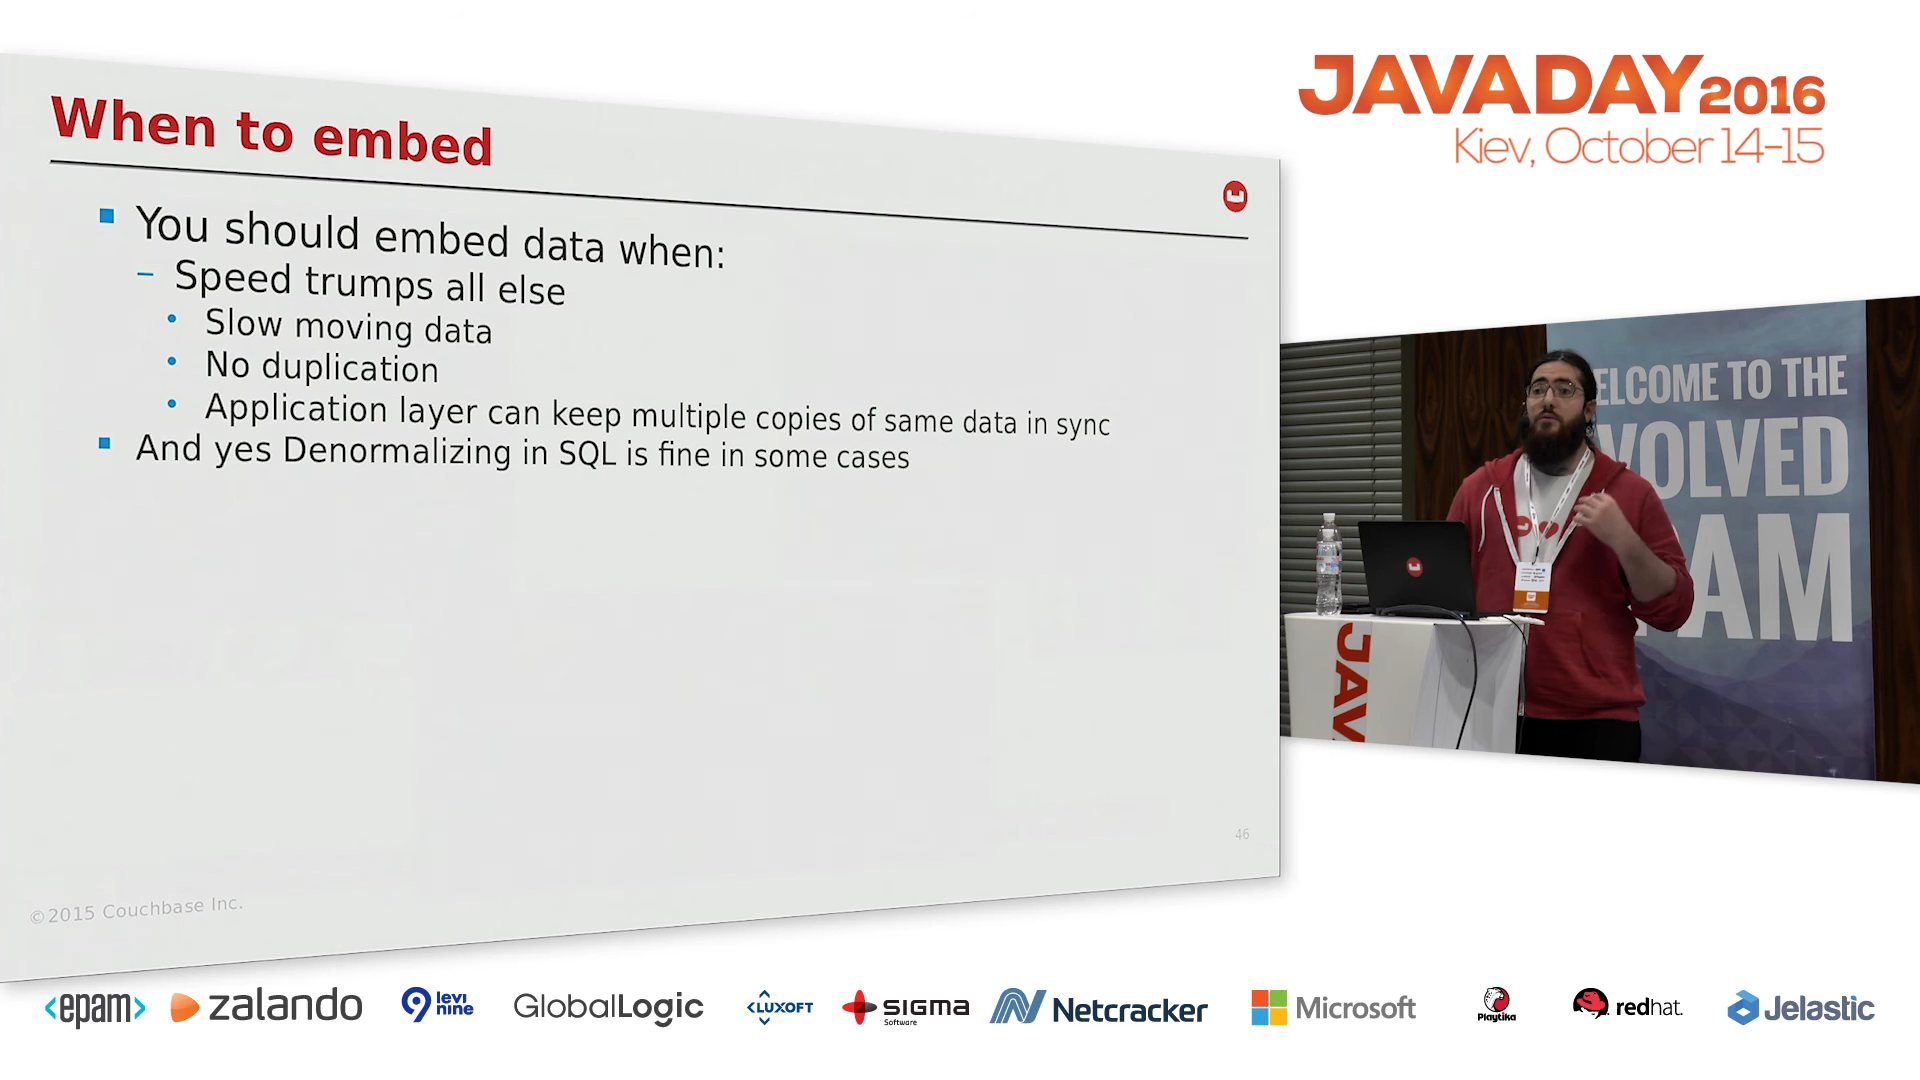 When to embed
You should embed data when:
– Speed trumps all else
• Slow moving data
• No duplication
• Application layer can keep multiple copies of same data in sync
And yes Denormalizing in SQL is fine in some cases
46
©2015 Couchbase Inc.
JAVADAY 2016
Kiev, October 14-15
ELCOME TO THE
VOLVED
AM
JAV
<epam>
zalando
9 levi nine
GlobalLogic
<LUXOFT
SIGMA
Software
Netcracker
Microsoft
Playtika
redhat.
Jelastic